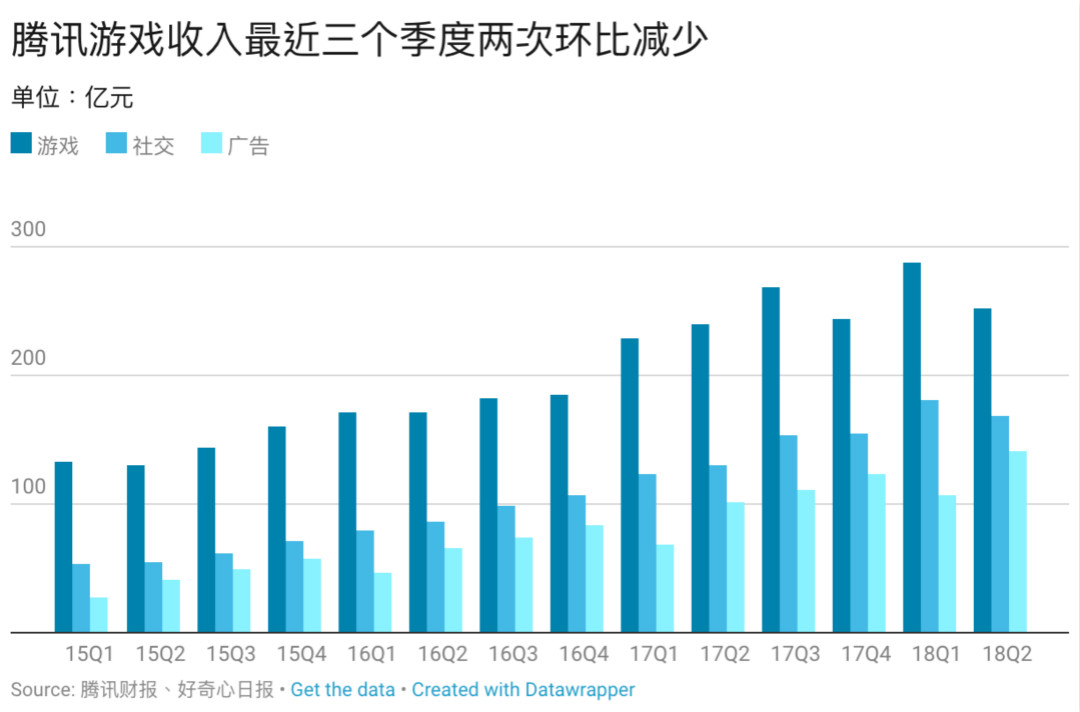 腾讯游戏收入最近三个季度两次环比减少
单位：亿元
游戏 社交 广告
300
200
100
15Q1 15Q2 15Q3 15Q4 16Q1 16Q2 16Q3 16Q4 17Q1 17Q2 17Q3 17Q4 18Q1 18Q2
Source: 腾讯财报、好奇心日报 • Get the data • Created with Datawrapper